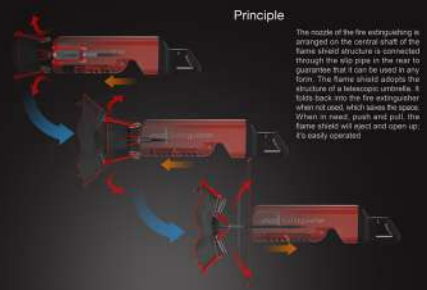 Principle
The nozzle of the fire extinguishing is
arranged on the central shaft of the
flame shield structure is connected
through the slip pipe in the rear to
guarantee that it can be used in any
form. The flame shield adopts the
structure of a telescopic umbrella. It
folds back into the fire extinguisher
when not used, which saves the space.
When in need, push and pull, the
flame shield will eject and open up;
it's easily operated